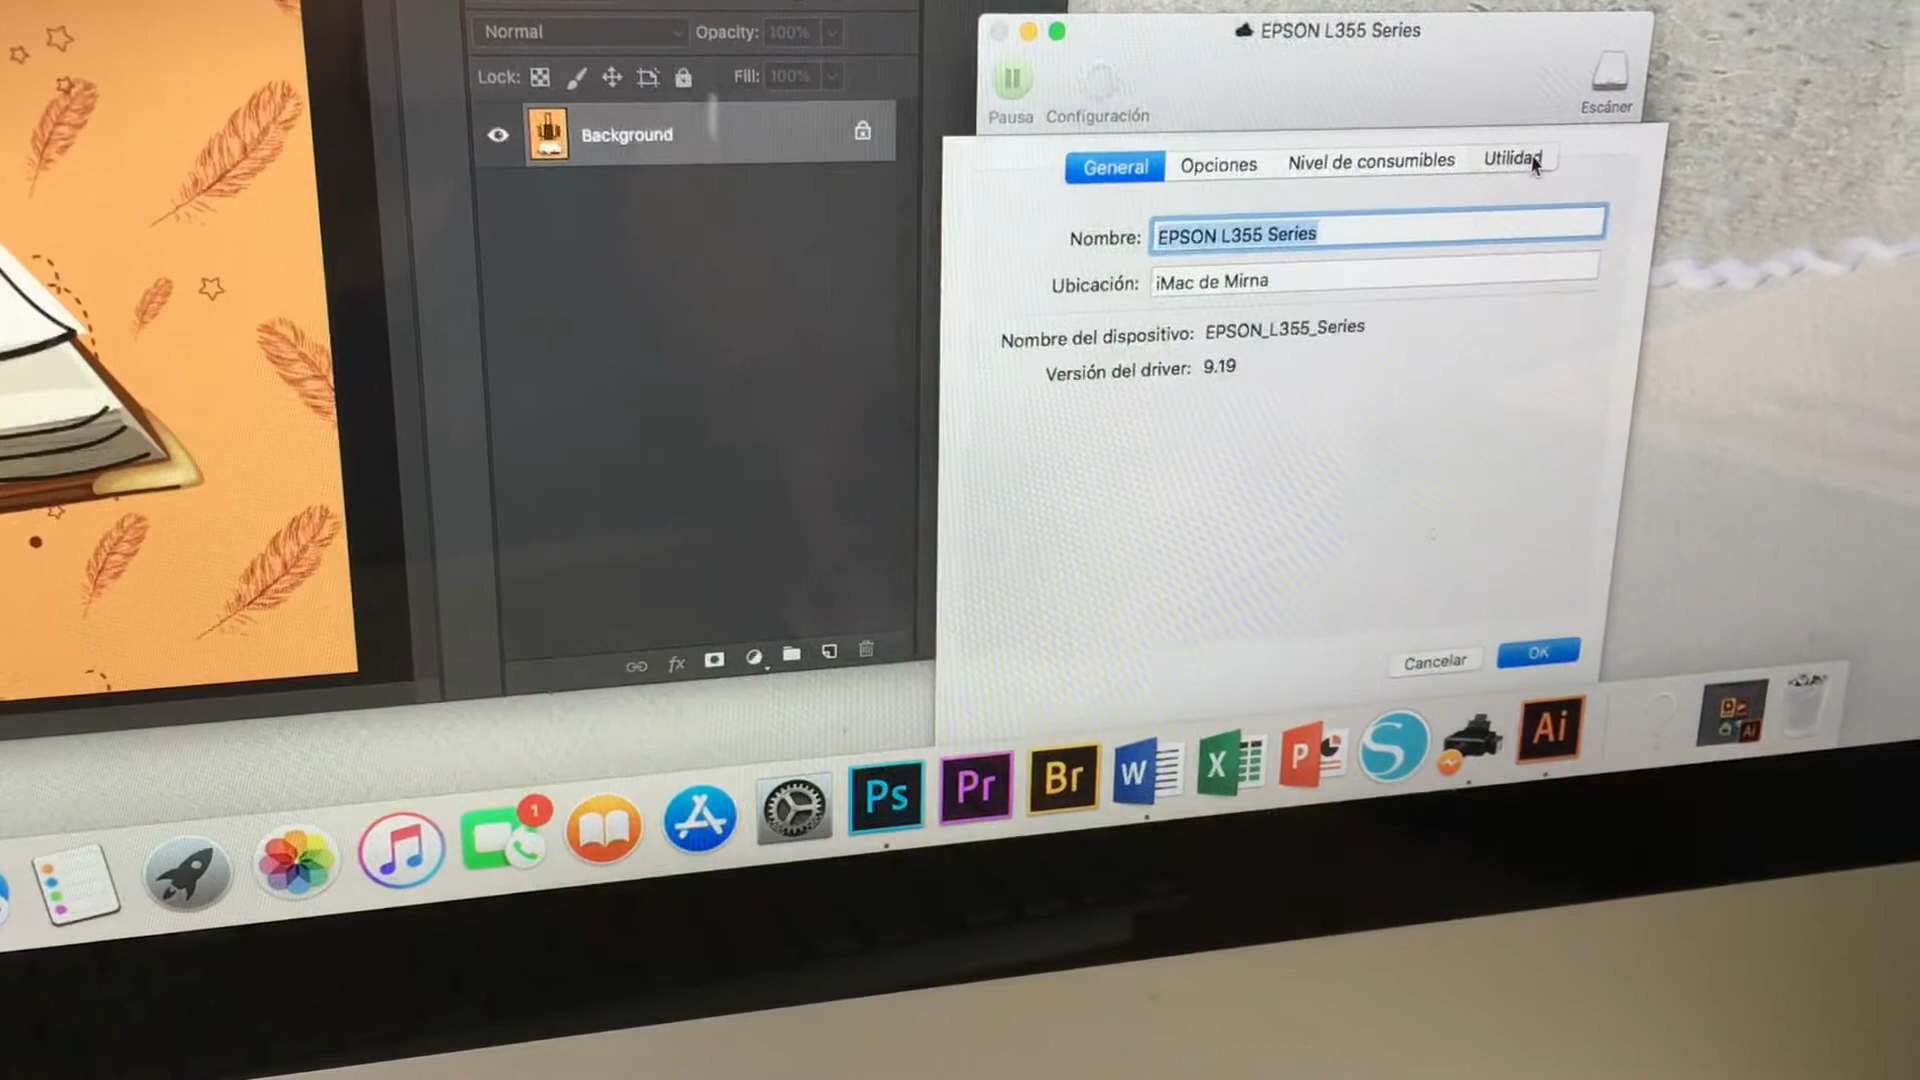 Normal Opacity: 100%
Lock: Fill: 100%
Background
EPSON L355 Series
Pausa Configuración Escáner
General Opciones Nivel de consumibles Utilidad
Nombre: EPSON L355 Series
Ubicación: iMac de Mirna
Nombre del dispositivo: EPSON_L355_Series
Versión del driver: 9.19
fx
Cancelar OK
1
Ps Pr Br W X P S Ai
Ai